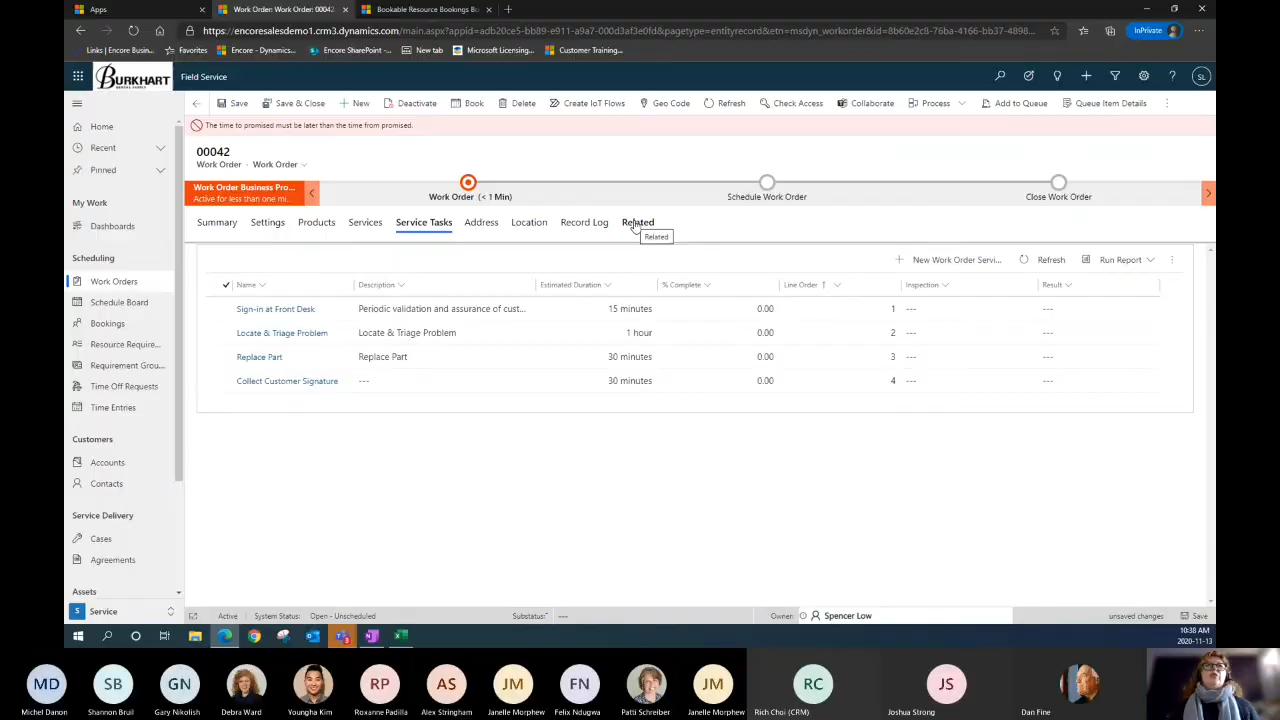 Apps
Work Order: Work Order: 00042
Bookable Resource Bookings B
https://encoresalesdemo1.crm3.dynamics.com/main.aspx?appid=adb20ce5-bb89-e911-a9a7-000d3af3e0fd&pagetype=entityrecord&etn=msdyn_workorder&id=8b60e2c8-76ba-4166-bb37-4898...
InPrivate
Links | Encore Bus...
Favorites
Encore - Dynamics...
Encore SharePoint -...
New tab
Microsoft Licensing...
Customer Training...
BURKHART
DENTAL SUPPLY
Field Service
SL
Save
Save & Close
New
Deactivate
Book
Delete
Create IoT Flows
Geo Code
Refresh
Check Access
Collaborate
Process
Add to Queue
Queue Item Details
The time to promised must be later than the time from promised.
00042
Work Order · Work Order
Work Order Business Pro...
Active for less than one mi...
Work Order (< 1 Min)
Schedule Work Order
Close Work Order
Summary Settings Products Services Service Tasks Address Location Record Log Related
Related
New Work Order Servi...
Refresh
Run Report
Name Description Estimated Duration % Complete Line Order ↑ Inspection Result
Sign-in at Front Desk Periodic validation and assurance of cust... 15 minutes 0.00 1 --- ---
Locate & Triage Problem Locate & Triage Problem 1 hour 0.00 2 --- ---
Replace Part Replace Part 30 minutes 0.00 3 --- ---
Collect Customer Signature --- 30 minutes 0.00 4 --- ---
Home
Recent
Pinned
My Work
Dashboards
Scheduling
Work Orders
Schedule Board
Bookings
Resource Require...
Requirement Grou...
Time Off Requests
Time Entries
Customers
Accounts
Contacts
Service Delivery
Cases
Agreements
Assets
S Service
Active System Status: Open - Unscheduled Substatus: --- Owner: Spencer Low unsaved changes Save
10:38 AM
2020-11-13
MD SB GN RP AS JM FN JM RC JS
Michel Danon Shannon Bruil Gary Nikolish Debra Ward Youngha Kim Roxanne Padilla Alex Stringham Janelle Morphew Felix Ndugwa Patti Schreiber Janelle Morphew Rich Choi (CRM) Joshua Strong Dan Fine